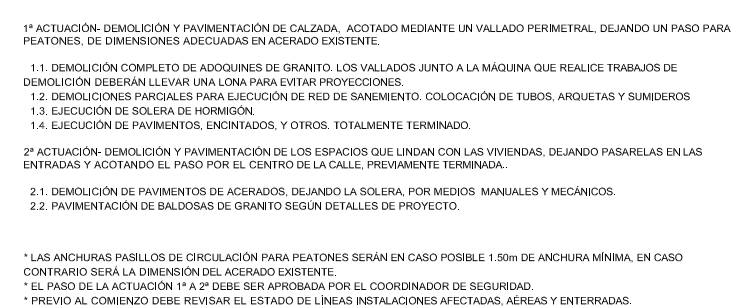 1ª ACTUACIÓN- DEMOLICIÓN Y PAVIMENTACIÓN DE CALZADA, ACOTADO MEDIANTE UN VALLADO PERIMETRAL, DEJANDO UN PASO PARA
PEATONES, DE DIMENSIONES ADECUADAS EN ACERADO EXISTENTE.
1.1. DEMOLICIÓN COMPLETO DE ADOQUINES DE GRANITO. LOS VALLADOS JUNTO A LA MÁQUINA QUE REALICE TRABAJOS DE
DEMOLICIÓN DEBERÁN LLEVAR UNA LONA PARA EVITAR PROYECCIONES.
1.2. DEMOLICIONES PARCIALES PARA EJECUCIÓN DE RED DE SANEMIENTO. COLOCACIÓN DE TUBOS, ARQUETAS Y SUMIDEROS
1.3. EJECUCIÓN DE SOLERA DE HORMIGÓN.
1.4. EJECUCIÓN DE PAVIMENTOS, ENCINTADOS, Y OTROS. TOTALMENTE TERMINADO.
2ª ACTUACIÓN- DEMOLICIÓN Y PAVIMENTACIÓN DE LOS ESPACIOS QUE LINDAN CON LAS VIVIENDAS, DEJANDO PASARELAS EN LAS
ENTRADAS Y ACOTANDO EL PASO POR EL CENTRO DE LA CALLE, PREVIAMENTE TERMINADA..
2.1. DEMOLICIÓN DE PAVIMENTOS DE ACERADOS, DEJANDO LA SOLERA, POR MEDIOS MANUALES Y MECÁNICOS.
2.2. PAVIMENTACIÓN DE BALDOSAS DE GRANITO SEGÚN DETALLES DE PROYECTO.
* LAS ANCHURAS PASILLOS DE CIRCULACIÓN PARA PEATONES SERÁN EN CASO POSIBLE 1.50m DE ANCHURA MÍNIMA, EN CASO
CONTRARIO SERÁ LA DIMENSIÓN DEL ACERADO EXISTENTE.
* EL PASO DE LA ACTUACIÓN 1ª A 2ª DEBE SER APROBADA POR EL COORDINADOR DE SEGURIDAD.
* PREVIO AL COMIENZO DEBE REVISAR EL ESTADO DE LÍNEAS INSTALACIONES AFECTADAS, AÉREAS Y ENTERRADAS.